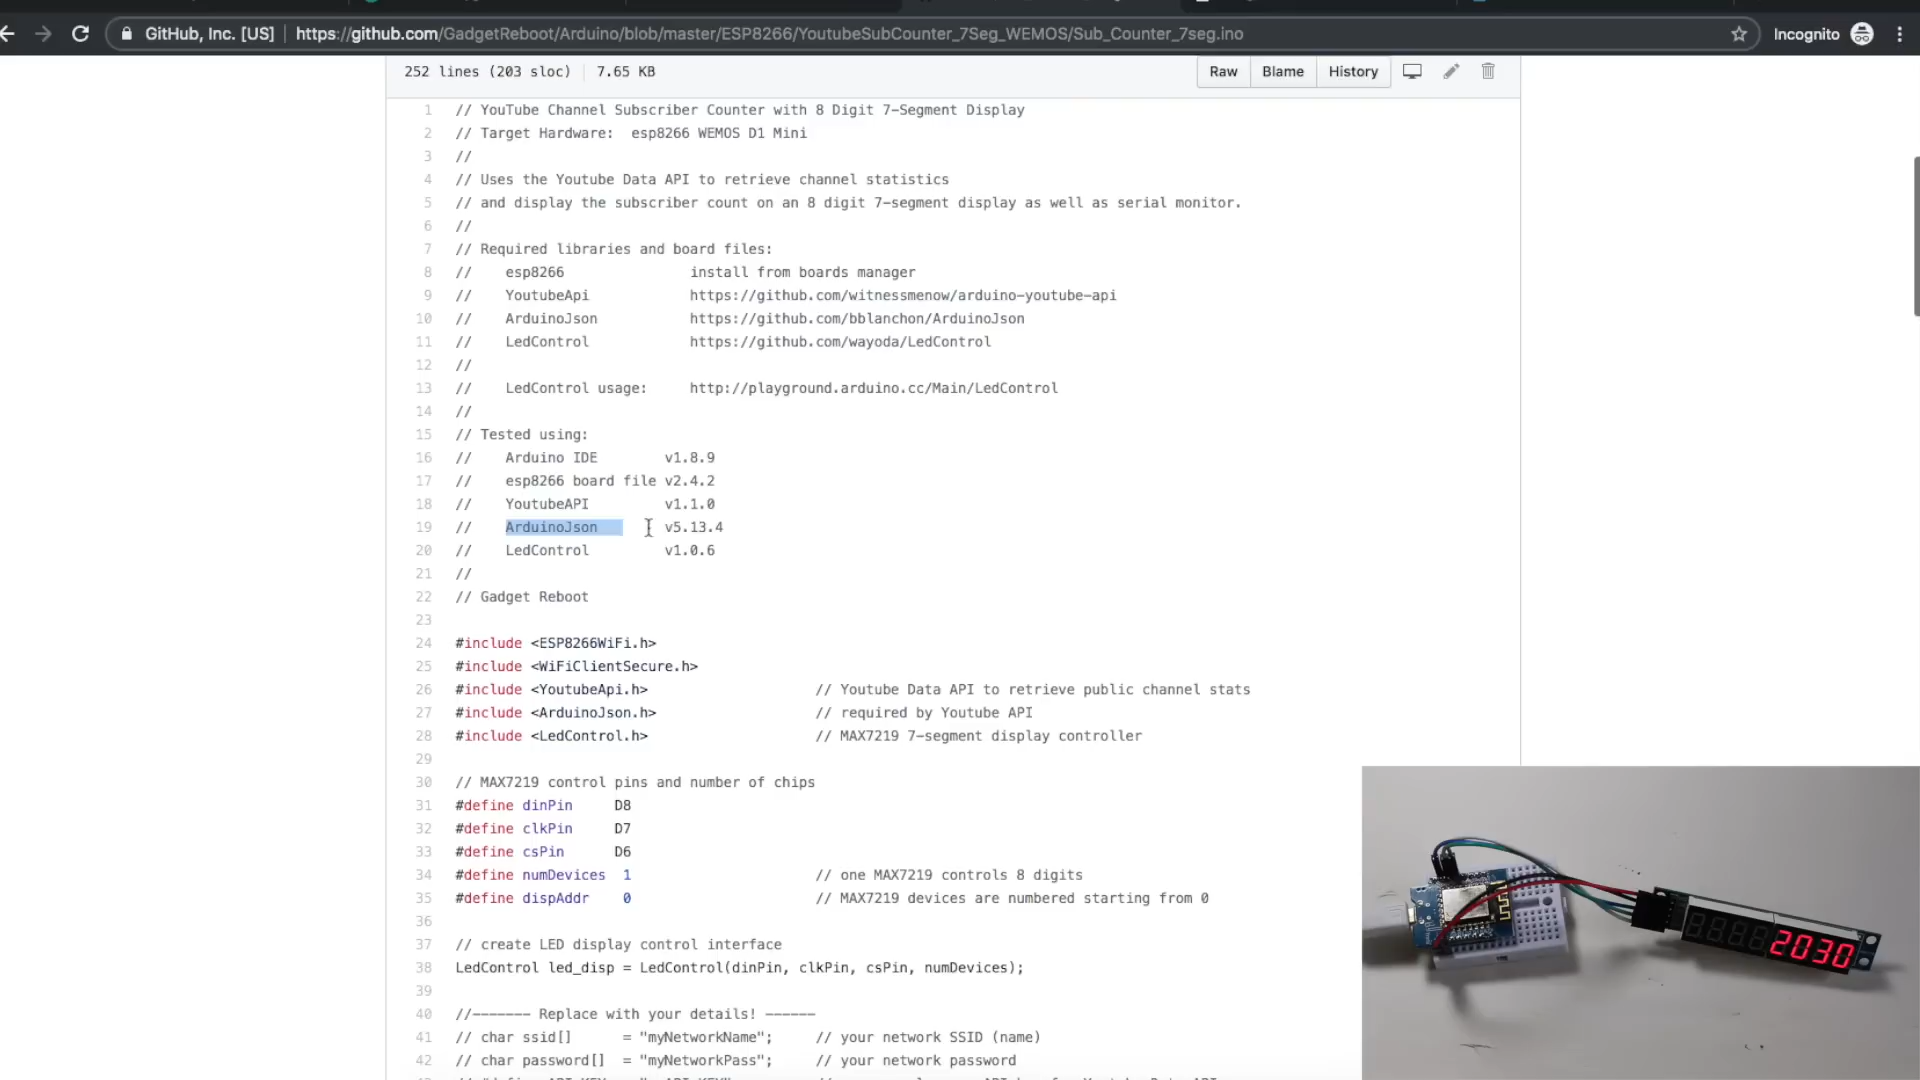 GitHub, Inc. [US] https://github.com/GadgetReboot/Arduino/blob/master/ESP8266/YoutubeSubCounter_7Seg_WEMOS/Sub_Counter_7seg.ino Incognito
252 lines (203 sloc) 7.65 KB Raw Blame History
1 // YouTube Channel Subscriber Counter with 8 Digit 7-Segment Display
2 // Target Hardware: esp8266 WEMOS D1 Mini
3 //
4 // Uses the Youtube Data API to retrieve channel statistics
5 // and display the subscriber count on an 8 digit 7-segment display as well as serial monitor.
6 //
7 // Required libraries and board files:
8 // esp8266 install from boards manager
9 // YoutubeApi https://github.com/witnessmenow/arduino-youtube-api
10 // ArduinoJson https://github.com/bblanchon/ArduinoJson
11 // LedControl https://github.com/wayoda/LedControl
12 //
13 // LedControl usage: http://playground.arduino.cc/Main/LedControl
14 //
15 // Tested using:
16 // Arduino IDE v1.8.9
17 // esp8266 board file v2.4.2
18 // YoutubeAPI v1.1.0
19 // ArduinoJson v5.13.4
20 // LedControl v1.0.6
21 //
22 // Gadget Reboot
23
24 #include <ESP8266WiFi.h>
25 #include <WiFiClientSecure.h>
26 #include <YoutubeApi.h> // Youtube Data API to retrieve public channel stats
27 #include <ArduinoJson.h> // required by Youtube API
28 #include <LedControl.h> // MAX7219 7-segment display controller
29
30 // MAX7219 control pins and number of chips
31 #define dinPin D8
32 #define clkPin D7
33 #define csPin D6
34 #define numDevices 1 // one MAX7219 controls 8 digits
35 #define dispAddr 0 // MAX7219 devices are numbered starting from 0
36
37 // create LED display control interface
38 LedControl led_disp = LedControl(dinPin, clkPin, csPin, numDevices);
39
40 //------- Replace with your details! ------
41 // char ssid[] = "myNetworkName"; // your network SSID (name)
42 // char password[] = "myNetworkPass"; // your network password
2030